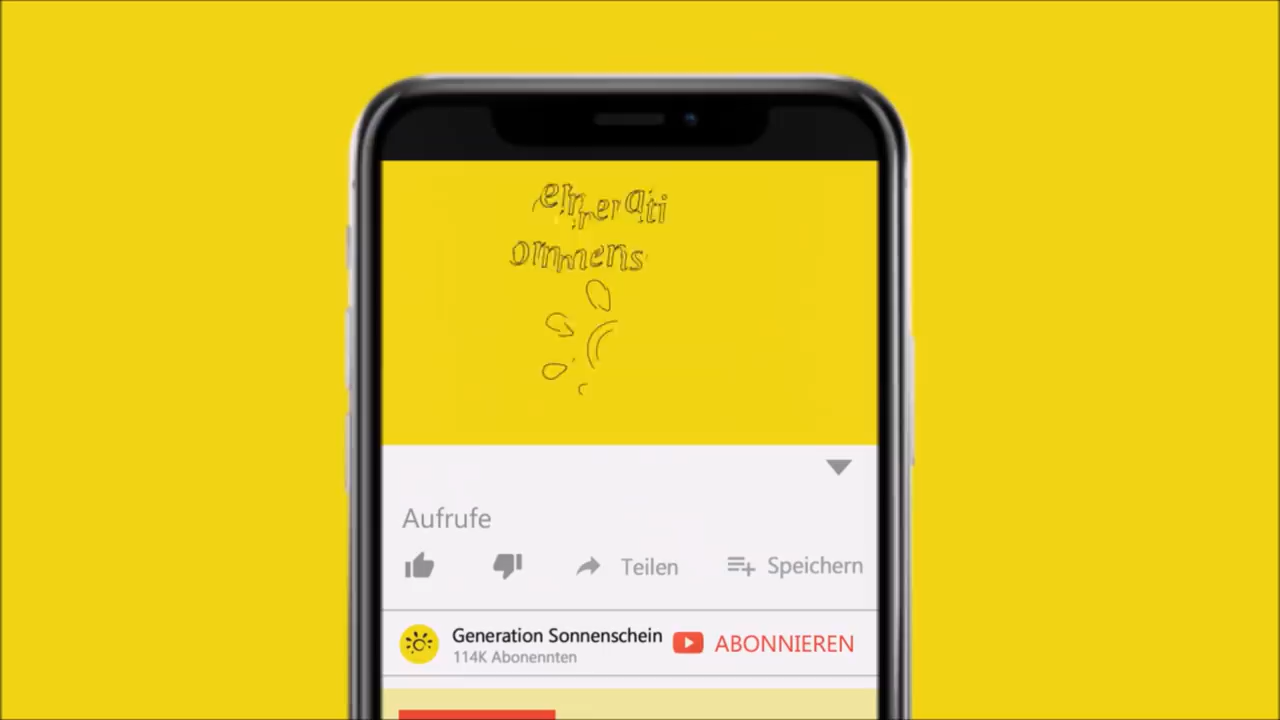 Aufrufe
Teilen
Speichern
Generation Sonnenschein
ABONNIEREN
114K Abonennten